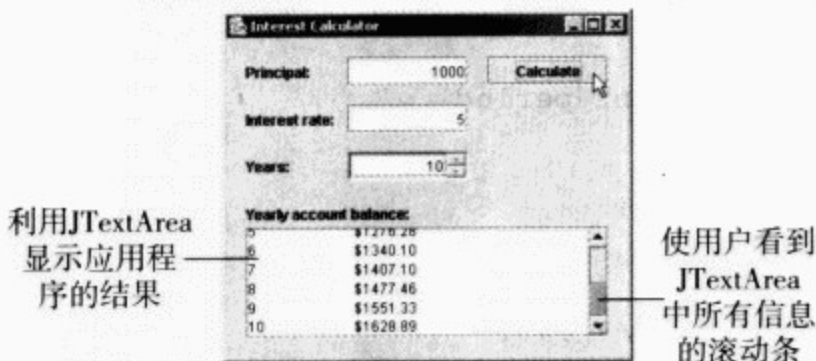 Interest Calculator
Principal:
1000
Calculate
Interest rate:
5
Years:
10
Yearly account balance:
5 $1276.28
6 $1340.10
7 $1407.10
8 $1477.46
9 $1551.33
10 $1628.89
利用JTextArea
显示应用程
序的结果
使用户看到
JTextArea
中所有信息
的滚动条